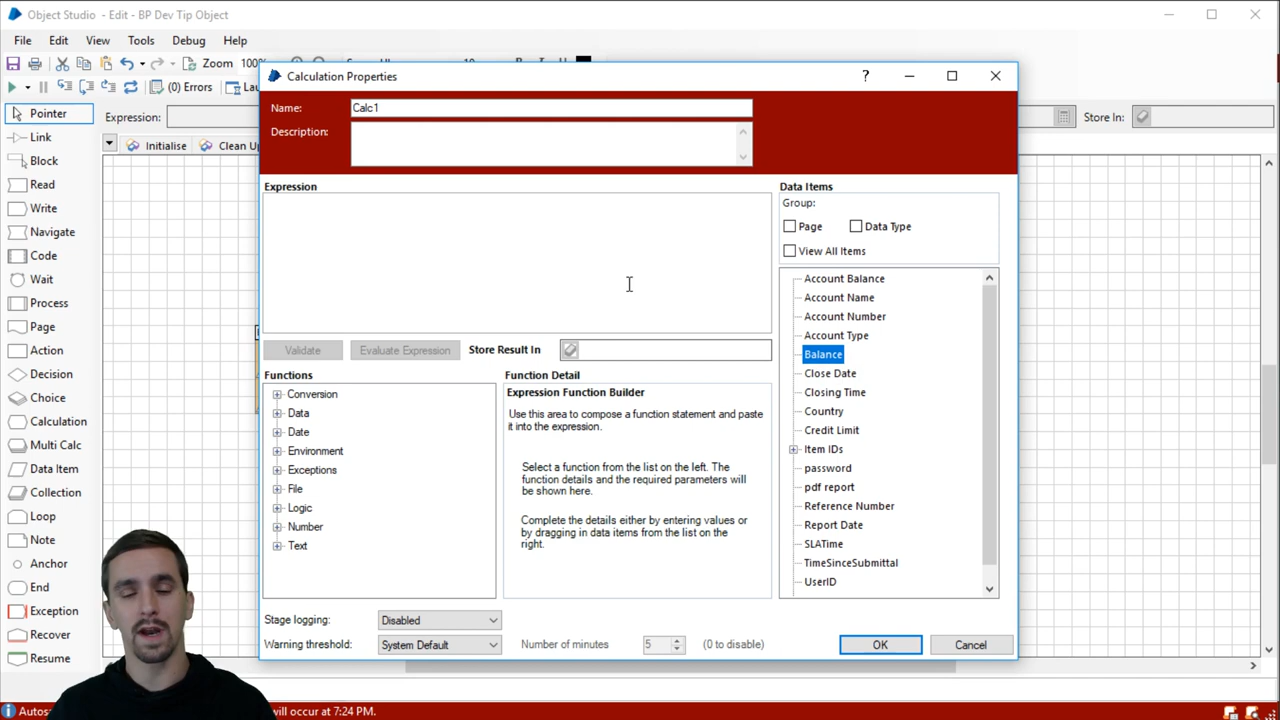 Object Studio - Edit - BP Dev Tip Object
File Edit View Tools Debug Help
Zoom 100%
(0) Errors
Calculation Properties
Name: Calc1
Description:
Pointer
Link
Block
Read
Write
Navigate
Code
Wait
Process
Page
Action
Decision
Choice
Calculation
Multi Calc
Data Item
Collection
Loop
Note
Anchor
End
Exception
Recover
Resume
Expression:
Store In:
Initialise
Clean Up
Expression
Validate
Evaluate Expression
Store Result In
Functions
Conversion
Data
Date
Environment
Exceptions
File
Logic
Number
Text
Function Detail
Expression Function Builder
Use this area to compose a function statement and paste
it into the expression.
Select a function from the list on the left. The
function details and the required parameters will
be shown here.
Complete the details either by entering values or
by dragging in data items from the list on the
right.
Data Items
Group:
Page
Data Type
View All Items
Account Balance
Account Name
Account Number
Account Type
Balance
Close Date
Closing Time
Country
Credit Limit
Item IDs
password
pdf report
Reference Number
Report Date
SLATime
TimeSinceSubmittal
UserID
Stage logging: Disabled
Warning threshold: System Default
Number of minutes 5 (0 to disable)
OK
Cancel
will occur at 7:24 PM.